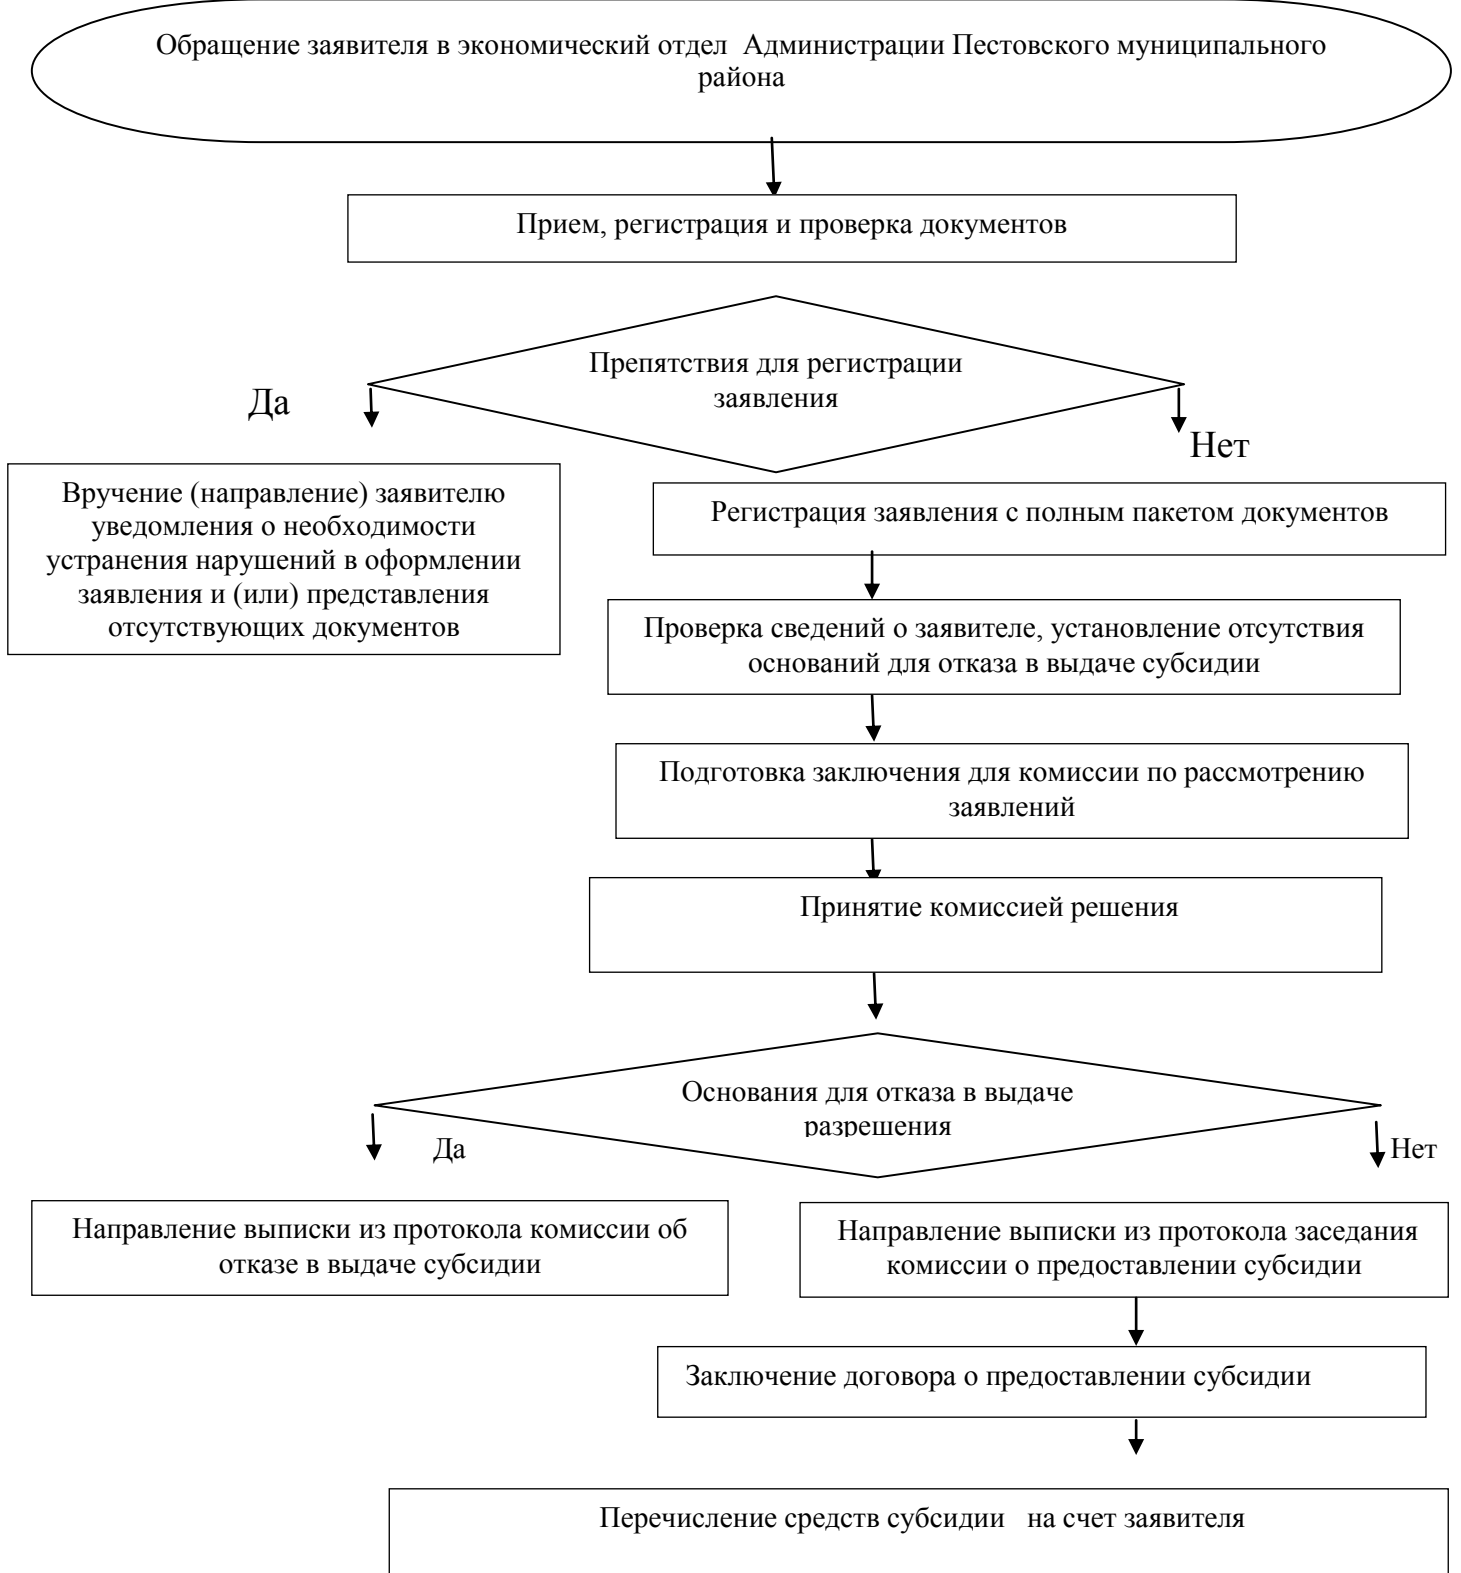 Обращение заявителя в экономический отдел Администрации Пестовского муниципального
района
Прием, регистрация и проверка документов
Препятствия для регистрации
заявления
Да
Нет
Вручение (направление) заявителю
уведомления о необходимости
устранения нарушений в оформлении
заявления и (или) представления
отсутствующих документов
Регистрация заявления с полным пакетом документов
Проверка сведений о заявителе, установление отсутствия
оснований для отказа в выдаче субсидии
Подготовка заключения для комиссии по рассмотрению
заявлений
Принятие комиссией решения
Основания для отказа в выдаче
разрешения
Да
Нет
Направление выписки из протокола комиссии об
отказе в выдаче субсидии
Направление выписки из протокола заседания
комиссии о предоставлении субсидии
Заключение договора о предоставлении субсидии
Перечисление средств субсидии на счет заявителя